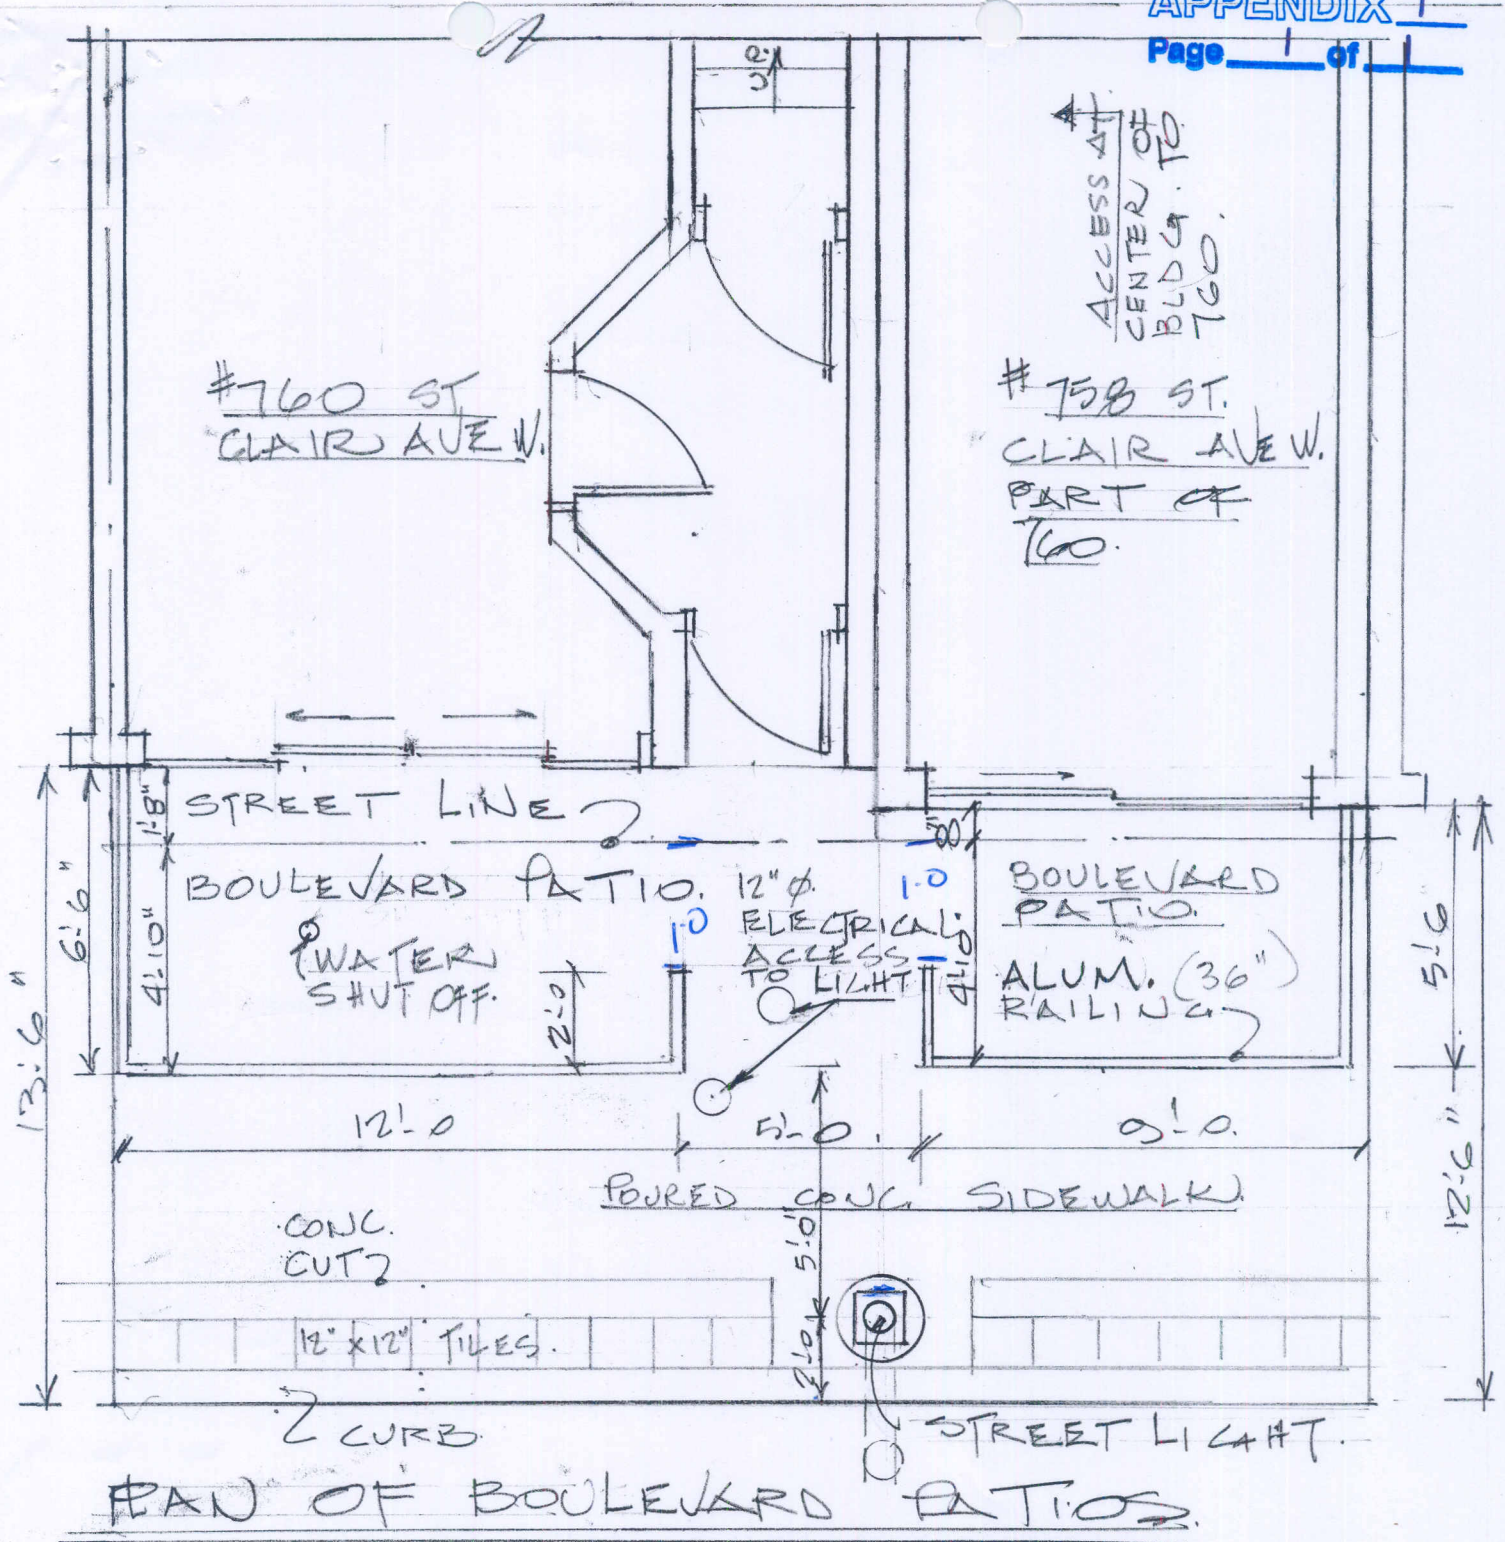 APPENDIX 1
Page 1 of 1
UP
ACCESS AT
CENTER OF
BLDG. TO
760.
#760 ST.
CLAIR AVE W.
# 758 ST.
CLAIR AVE W.
PART OF
760.
STREET LINE
1'-8"
BOULEVARD PATIO.
12" Ø.
ELECTRICAL
ACCESS
TO LIGHT
1-0
1-0
BOULEVARD
PATIO.
WATER
SHUT OFF.
ALUM. (36")
RAILING
13'-6"
6'-6"
4'-10"
2'-0
4'-10"
5'-6
12'-6"
12'-0
5'-0.
9'-0.
POURED CONC. SIDEWALK.
CONC.
CUT
5'-0"
12" X 12" TILES.
2'-0
CURB
STREET LIGHT.
PLAN OF BOULEVARD PATIOS.